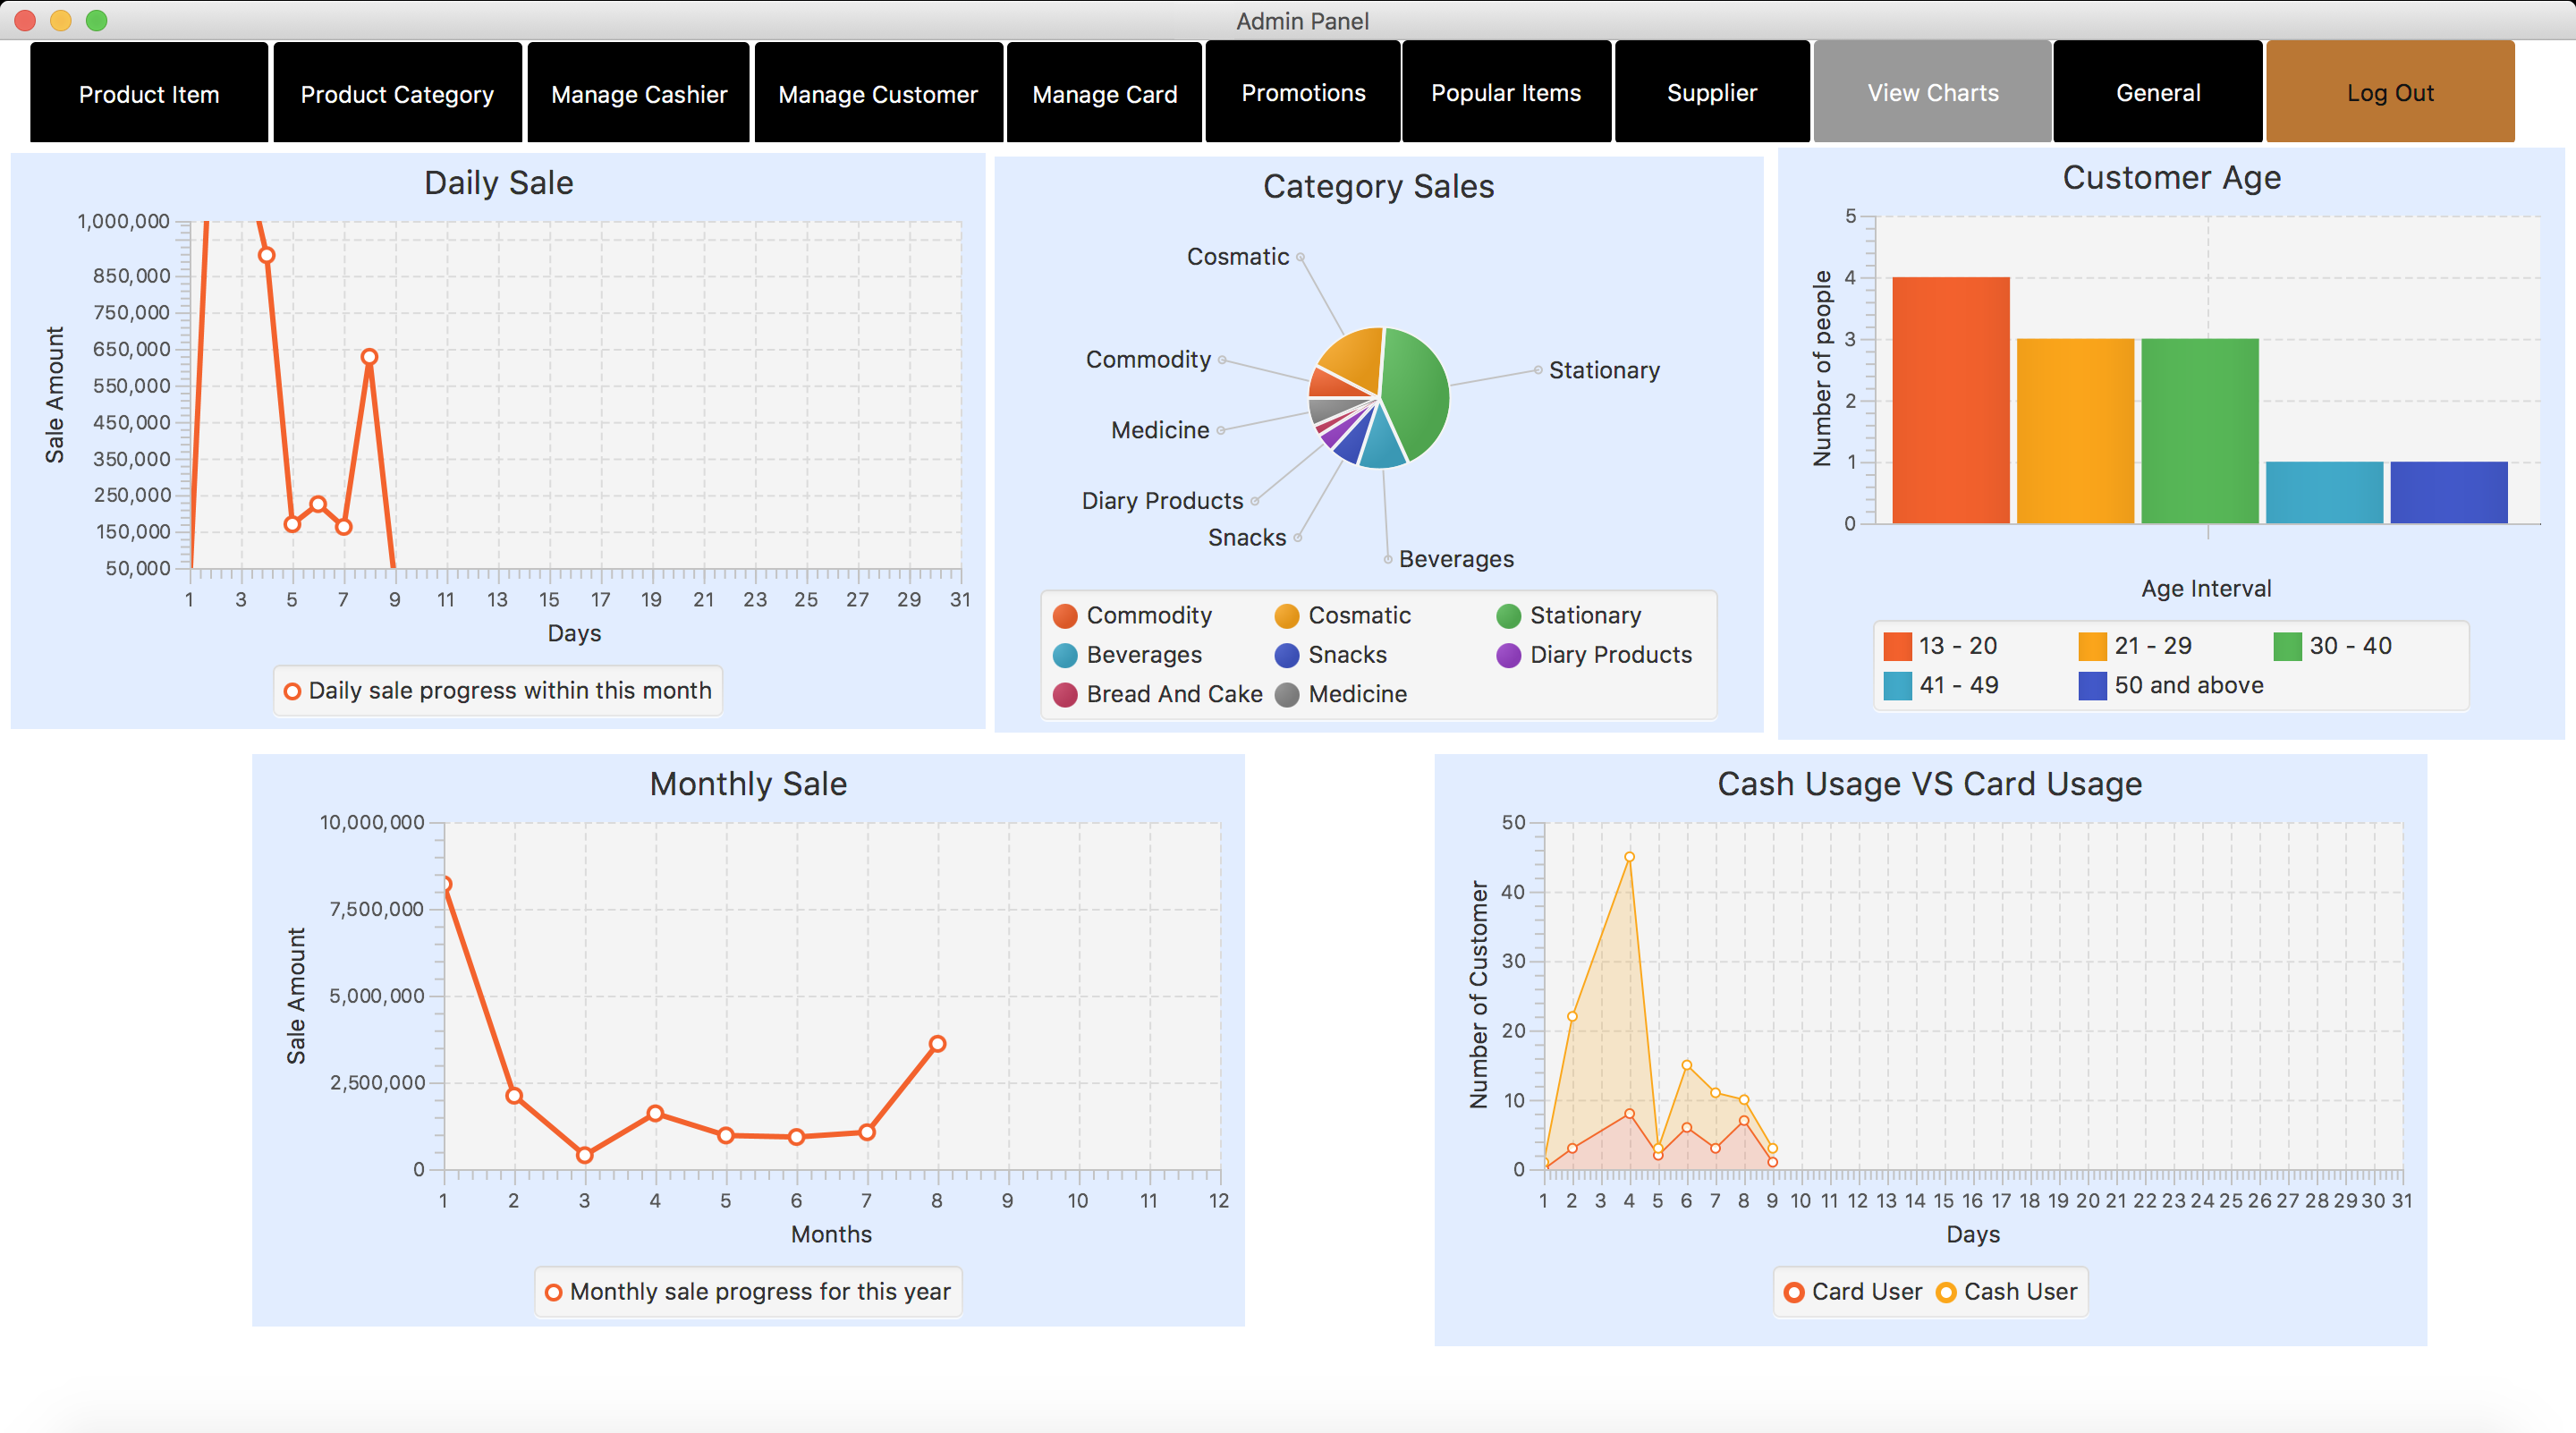 Admin Panel
Product Item
Product Category
Manage Cashier
Manage Customer
Manage Card
Promotions
Popular Items
Supplier
View Charts
General
Log Out
Daily Sale
1,000,000
850,000
750,000
650,000
550,000
450,000
350,000
250,000
150,000
50,000
Sale Amount
1 3 5 7 9 11 13 15 17 19 21 23 25 27 29 31
Days
Daily sale progress within this month
Category Sales
Cosmatic
Commodity
Stationary
Medicine
Diary Products
Snacks
Beverages
Commodity Cosmatic Stationary
Beverages Snacks Diary Products
Bread And Cake Medicine
Customer Age
5
4
3
2
1
0
Number of people
Age Interval
13 - 20 21 - 29 30 - 40
41 - 49 50 and above
Monthly Sale
10,000,000
7,500,000
5,000,000
2,500,000
0
Sale Amount
1 2 3 4 5 6 7 8 9 10 11 12
Months
Monthly sale progress for this year
Cash Usage VS Card Usage
50
40
30
20
10
0
Number of Customer
1 2 3 4 5 6 7 8 9 10 11 12 13 14 15 16 17 18 19 20 21 22 23 24 25 26 27 28 29 30 31
Days
Card User Cash User